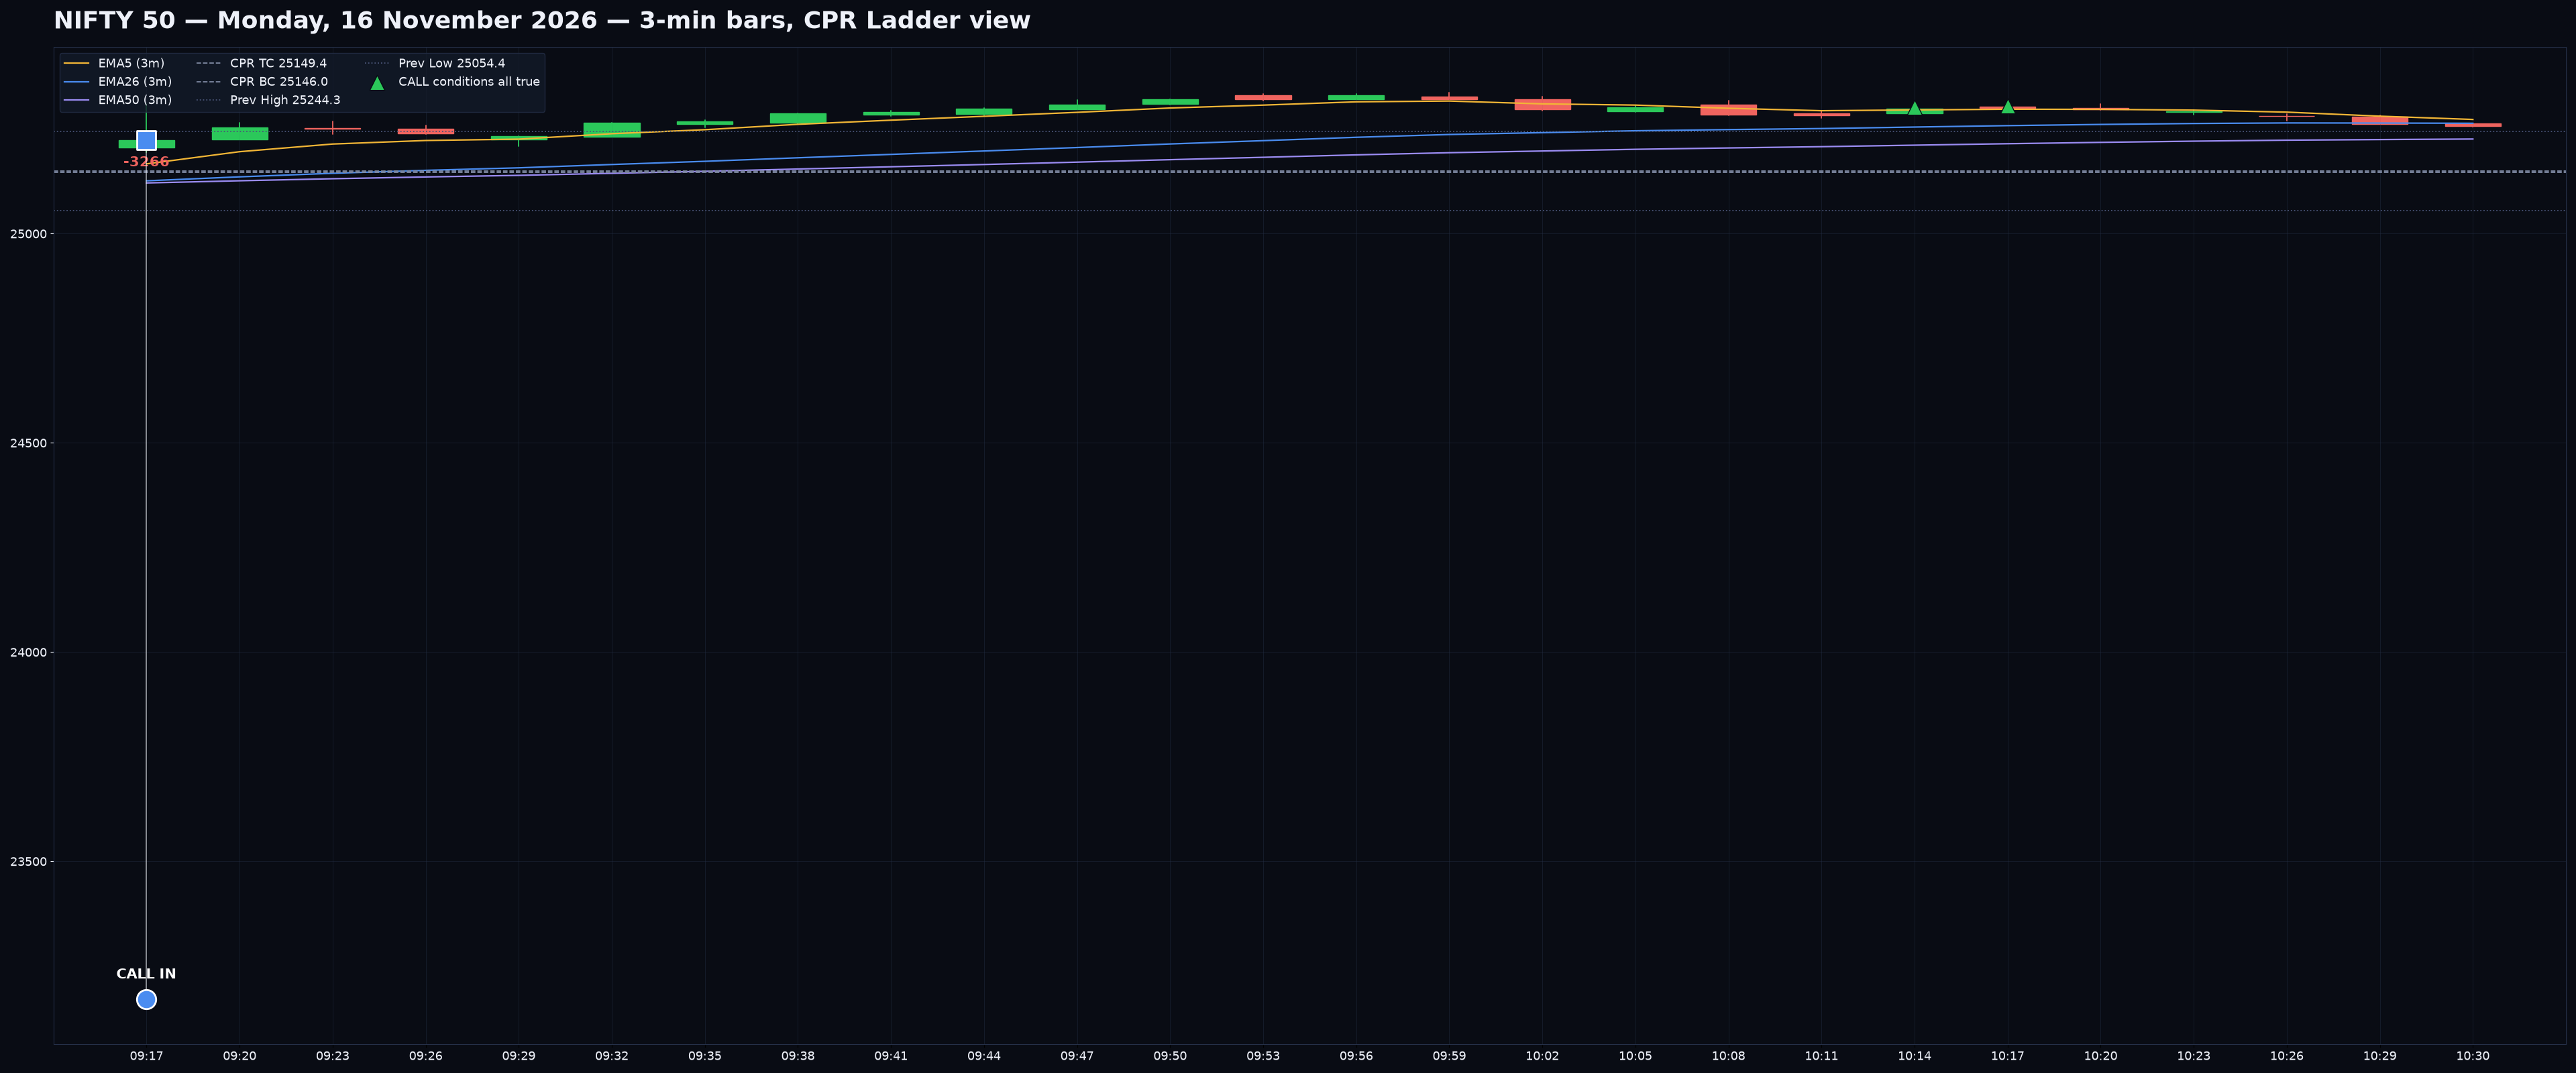 NIFTY 50 — Monday, 16 November 2026 — 3-min bars, CPR Ladder view
EMA5 (3m)
EMA26 (3m)
EMA50 (3m)
CPR TC 25149.4
CPR BC 25146.0
Prev High 25244.3
Prev Low 25054.4
CALL conditions all true
-3266
25000
24500
24000
23500
CALL IN
09:17 09:20 09:23 09:26 09:29 09:32 09:35 09:38 09:41 09:44 09:47 09:50 09:53 09:56 09:59 10:02 10:05 10:08 10:11 10:14 10:17 10:20 10:23 10:26 10:29 10:30